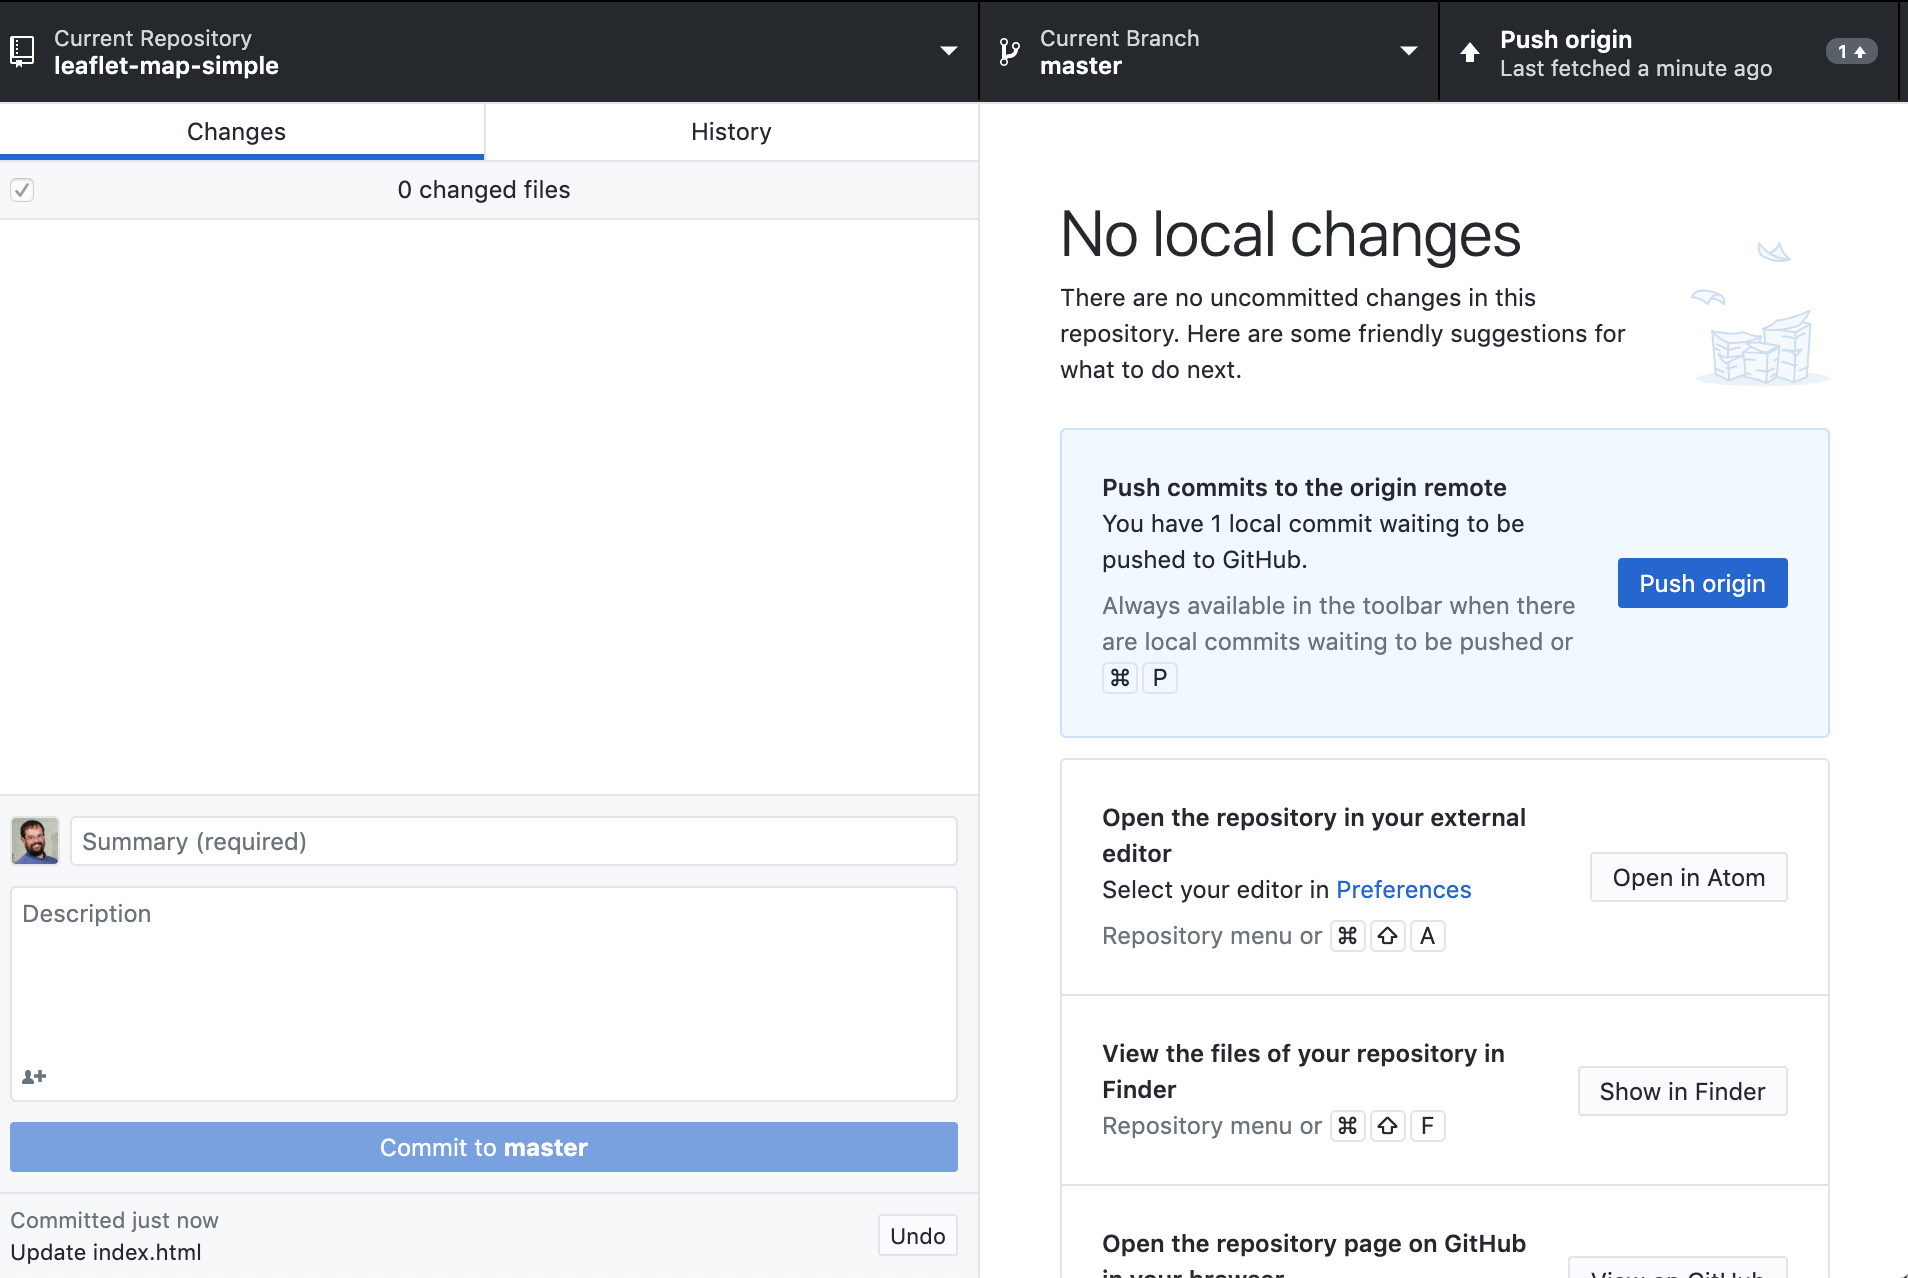 Current Repository
leaflet-map-simple
Current Branch
master
Push origin
Last fetched a minute ago
1
Changes
History
0 changed files
No local changes
There are no uncommitted changes in this
repository. Here are some friendly suggestions for
what to do next.
Push commits to the origin remote
You have 1 local commit waiting to be
pushed to GitHub.
Always available in the toolbar when there
are local commits waiting to be pushed or
⌘ P
Push origin
Open the repository in your external
editor
Select your editor in Preferences
Repository menu or ⌘ ⇧ A
Open in Atom
View the files of your repository in
Finder
Repository menu or ⌘ ⇧ F
Show in Finder
Open the repository page on GitHub
in your browser
View on GitHub
Summary (required)
Description
Commit to master
Committed just now
Update index.html
Undo